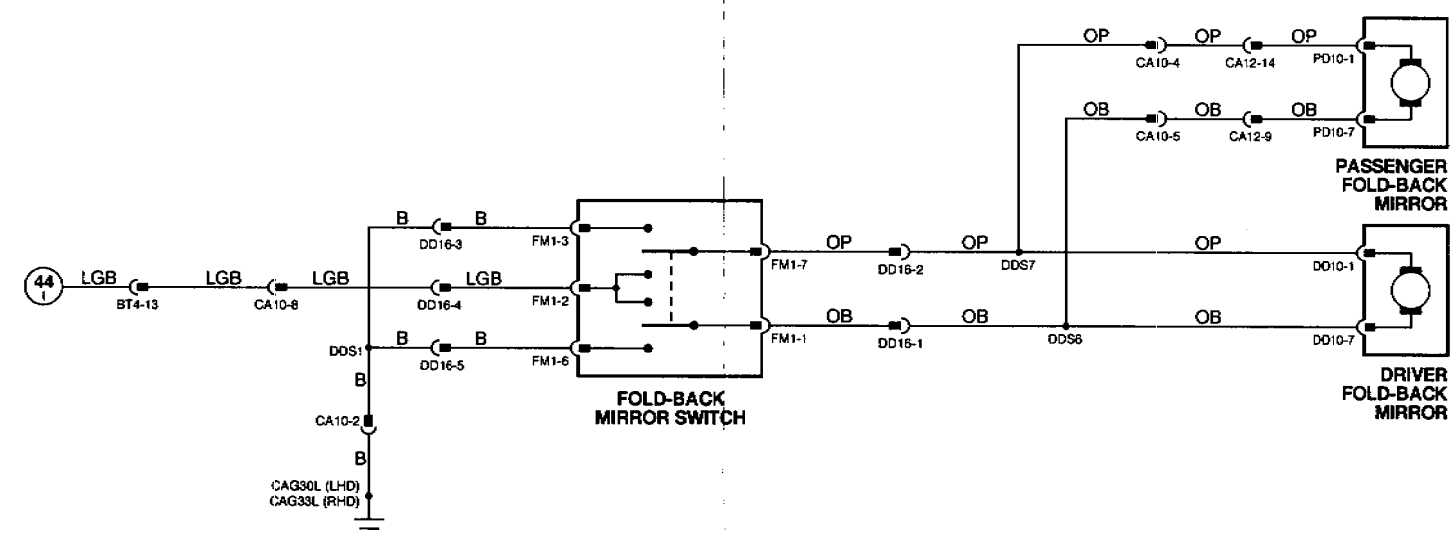 OP OP OP
CA10-4 CA12-14 PD10-1
OB OB OB
CA10-5 CA12-9 PD10-7
PASSENGER
FOLD-BACK
MIRROR
B B
DD16-3 FM1-3
OP OP OP
FM1-7 DD16-2 DDS7 DD10-1
44
I
LGB LGB LGB LGB
BT4-13 CA10-8 DD16-4 FM1-2
OB OB OB
FM1-1 DD16-1 DDS6 DD10-7
DDS1 B B
DD16-5 FM1-6
B
FOLD-BACK
MIRROR SWITCH
DRIVER
FOLD-BACK
MIRROR
CA10-2
B
CAG30L (LHD)
CAG33L (RHD)